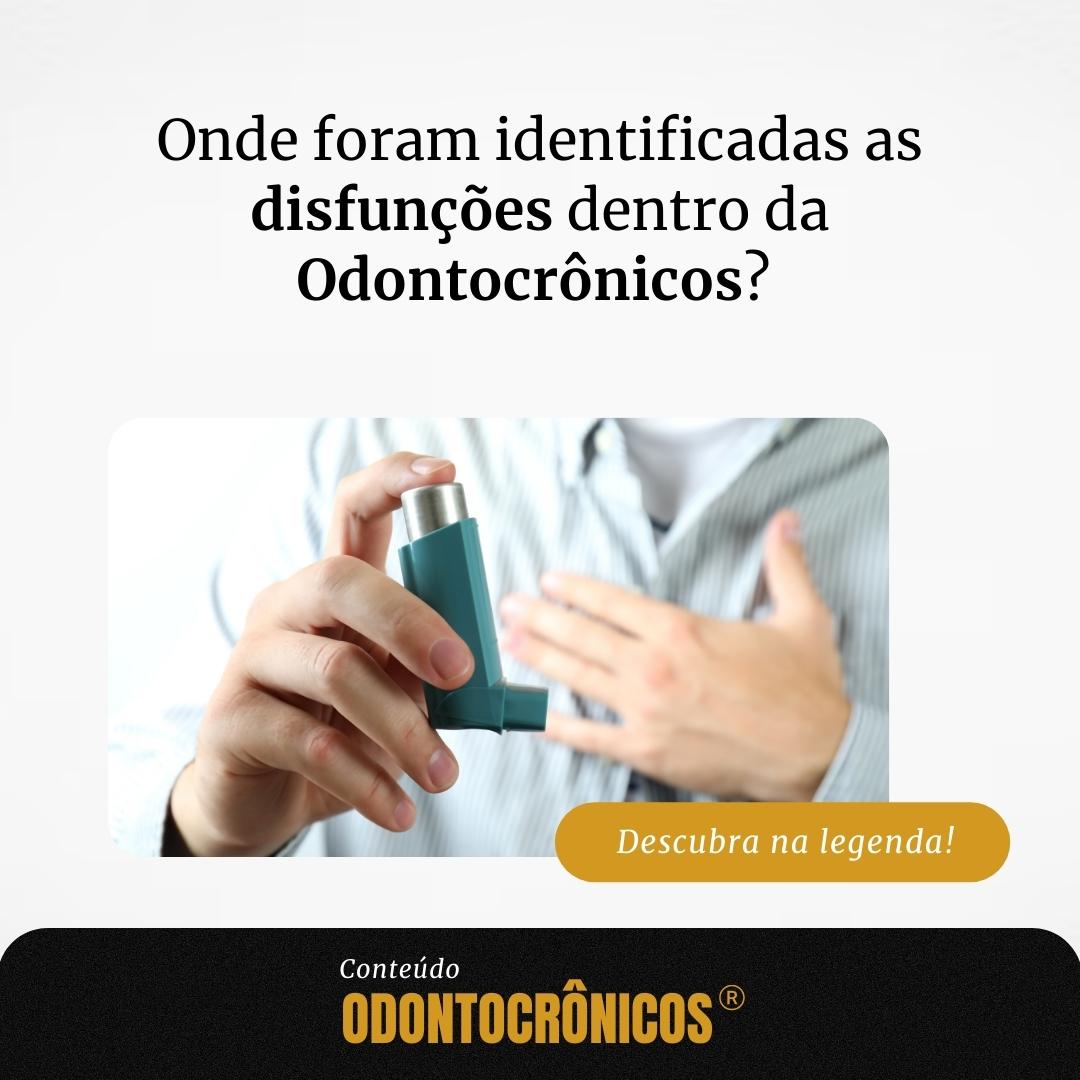 Onde foram identificadas as
disfunções dentro da
Odontocrônicos?
Descubra na legenda!
Conteúdo
ODONTOCRÔNICOS®